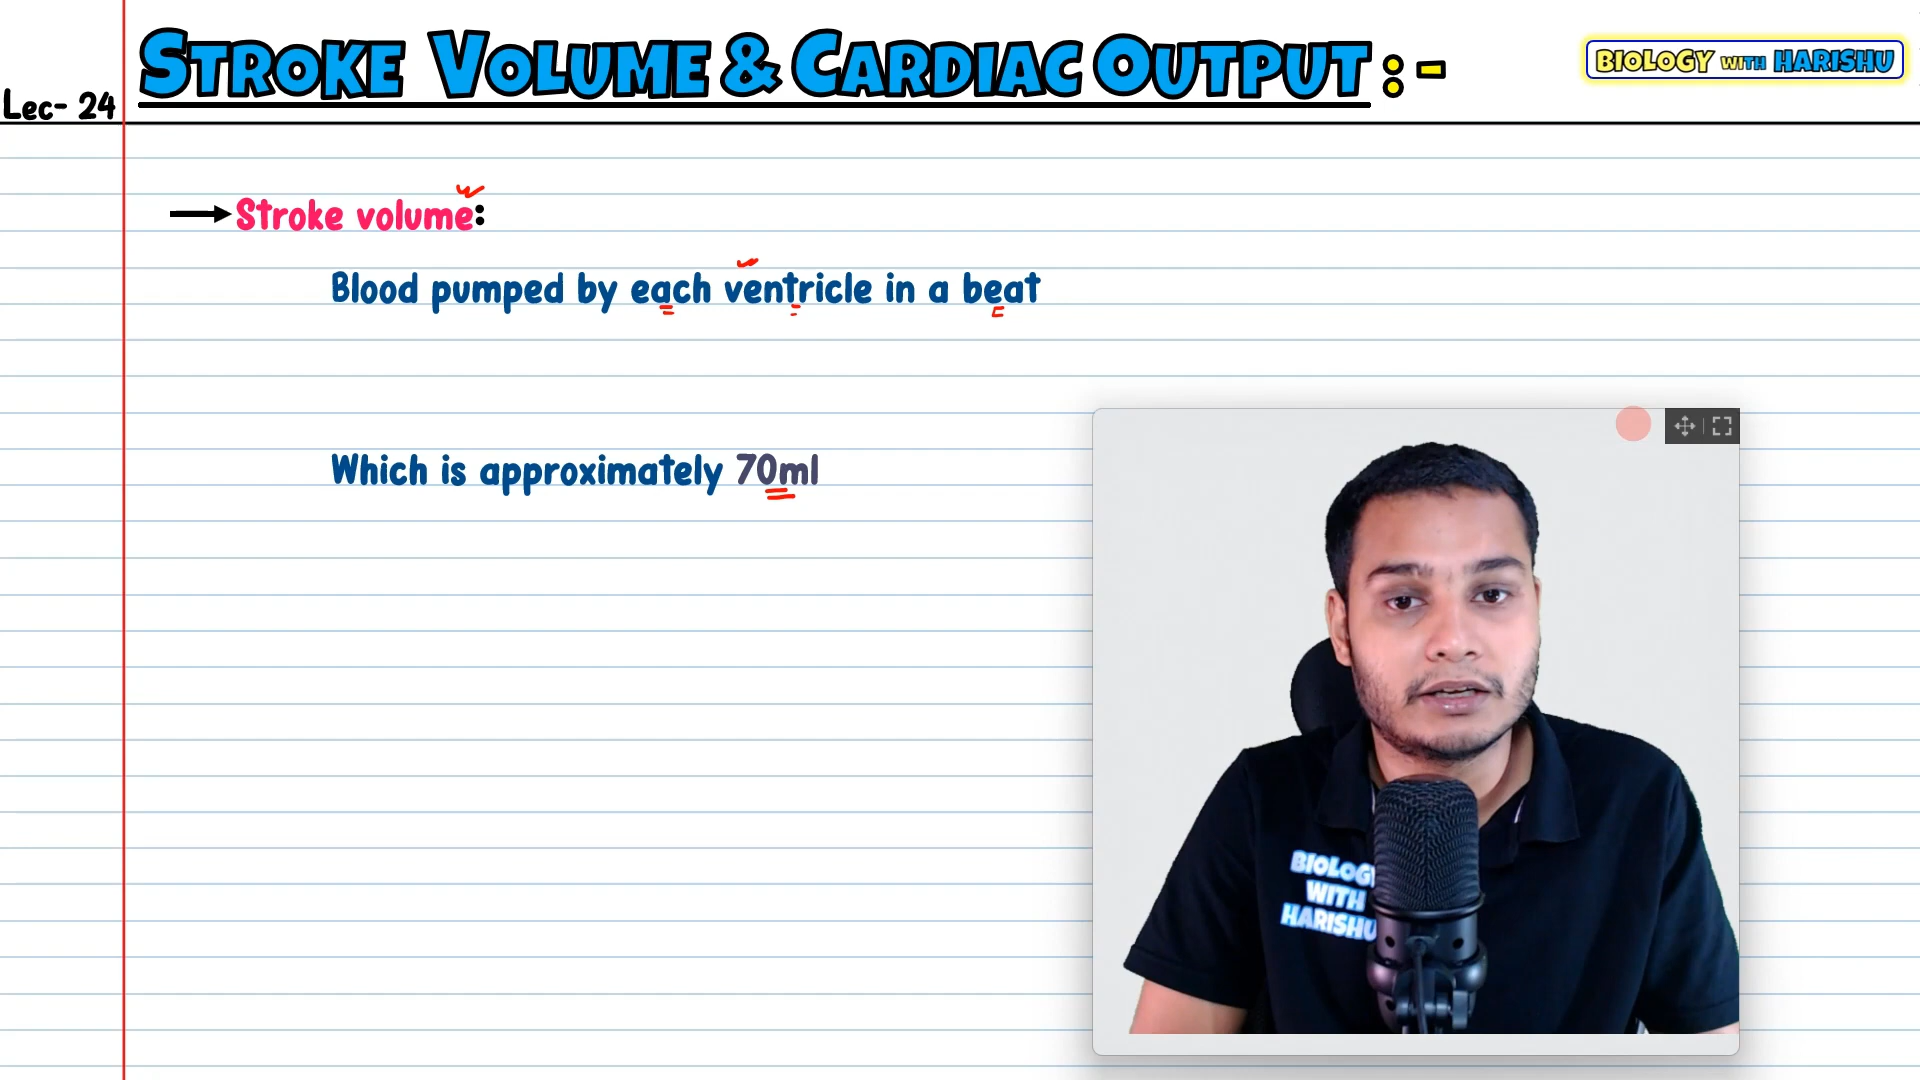 STROKE VOLUME & CARDIAC OUTPUT :-
BIOLOGY WITH HARISHU
Lec- 24
Stroke volume:
Blood pumped by each ventricle in a beat
Which is approximately 70ml
BIOLOGY
WITH
HARISHU